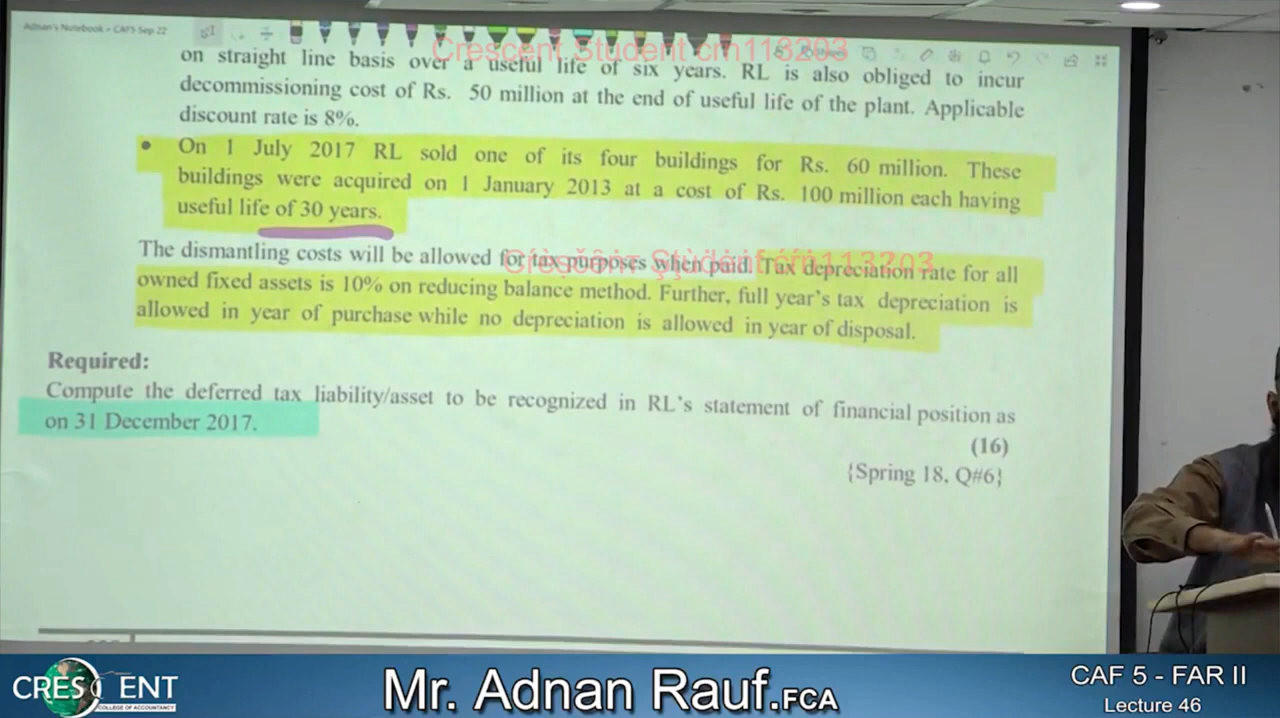 Adnan's Notebook > CAF5 Sep 22
Crescent Student crn113203
on straight line basis over a useful life of six years. RL is also obliged to incur
decommissioning cost of Rs. 50 million at the end of useful life of the plant. Applicable
discount rate is 8%.
• On 1 July 2017 RL sold one of its four buildings for Rs. 60 million. These
buildings were acquired on 1 January 2013 at a cost of Rs. 100 million each having
useful life of 30 years.
The dismantling costs will be allowed for tax purposes when paid. Tax depreciation rate for all
owned fixed assets is 10% on reducing balance method. Further, full year's tax depreciation is
allowed in year of purchase while no depreciation is allowed in year of disposal.
Required:
Compute the deferred tax liability/asset to be recognized in RL's statement of financial position as
on 31 December 2017.
(16)
{Spring 18, Q#6}
CRESCENT
COLLEGE OF ACCOUNTANCY
Mr. Adnan Rauf.FCA
CAF 5 - FAR II
Lecture 46